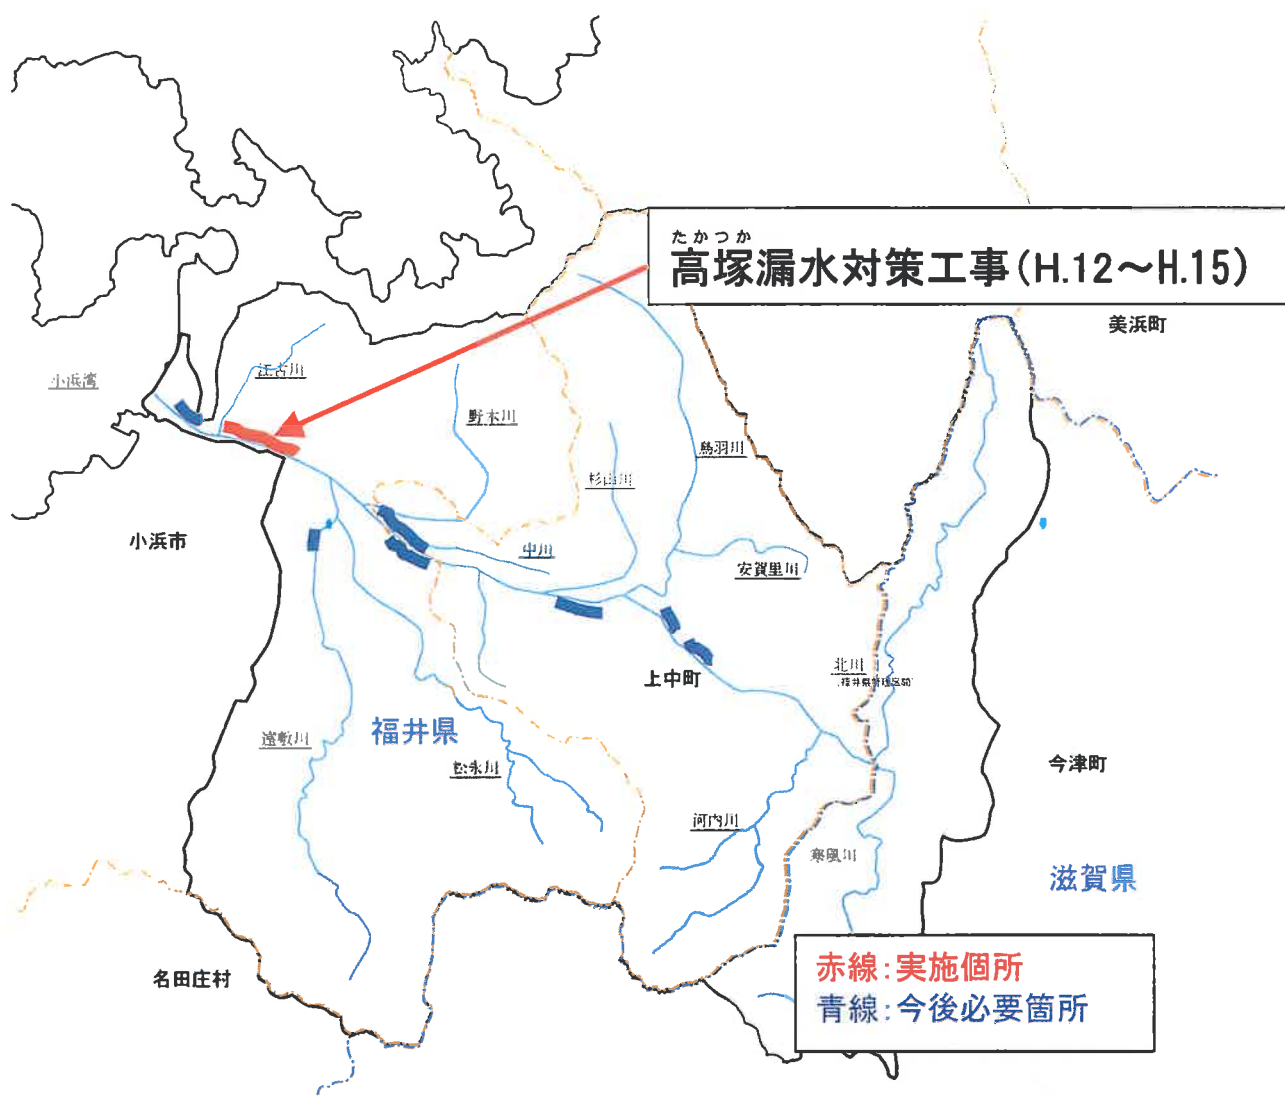 たかつか
高塚漏水対策工事(H.12～H.15)
美浜町
小浜湾
江古川
野木川
鳥羽川
杉山川
小浜市
中川
安賀里川
北川
上中町
福井県
遠敷川
松永川
今津町
河内川
寒風川
滋賀県
赤線:実施個所
青線:今後必要箇所
名田庄村